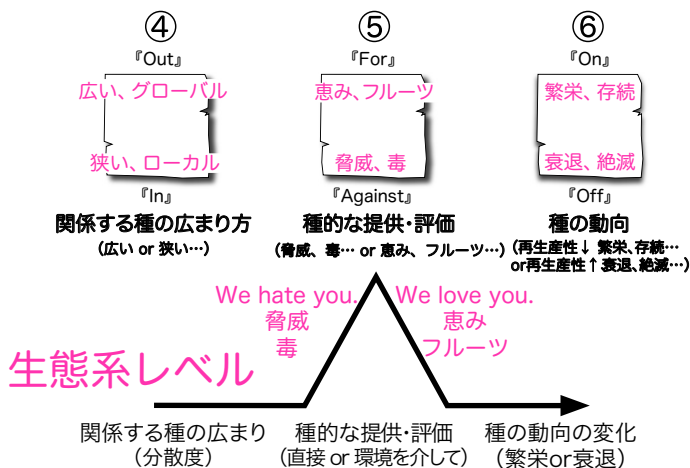 ④ ⑤ ⑥
『Out』 『For』 『On』
広い、グローバル 恵み、フルーツ 繁栄、存続
狭い、ローカル 脅威、毒 衰退、絶滅
『In』 『Against』 『Off』
関係する種の広まり方 種的な提供・評価 種の動向
（広い or 狭い…） （脅威、毒… or 恵み、フルーツ…） （再生産性↓ 繁栄、存続…
or再生産性↑衰退、絶滅…）
We hate you. We love you.
脅威 恵み
毒 フルーツ
生態系レベル
関係する種の広まり 種的な提供・評価 種の動向の変化
（分散度） （直接 or 環境を介して） （繁栄or衰退）